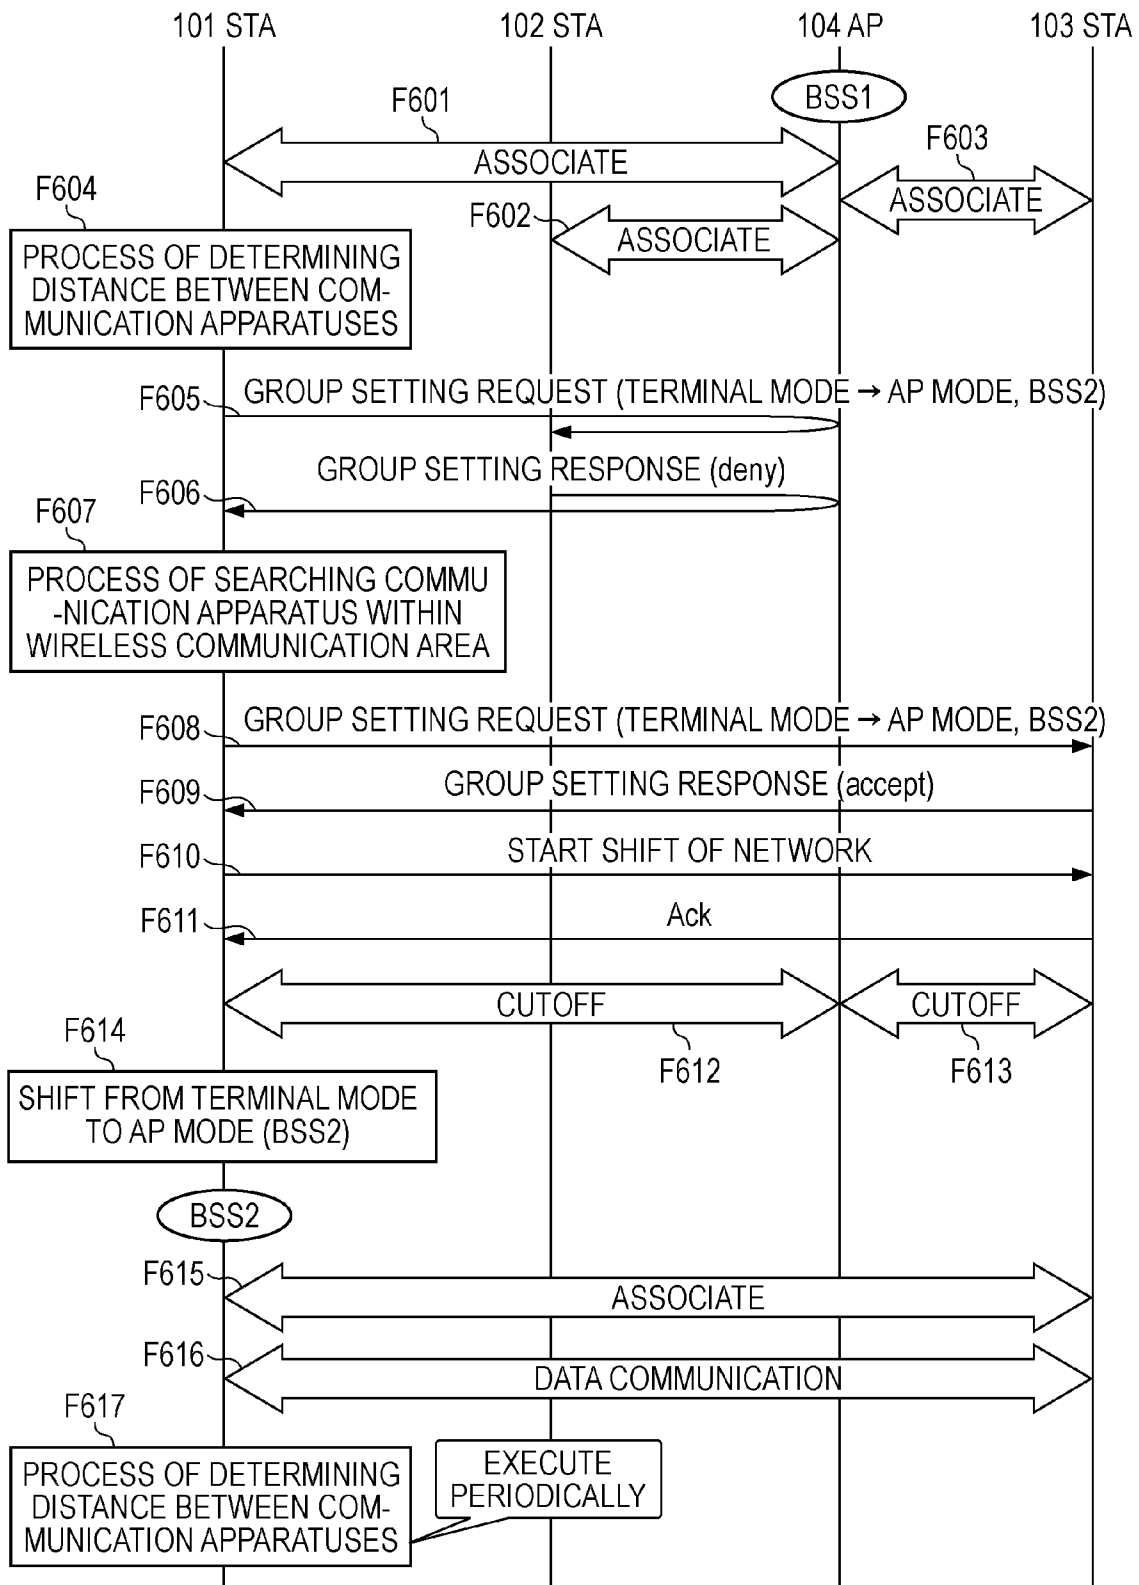 101 STA
102 STA
104 AP
103 STA
BSS1
F601
ASSOCIATE
F603
ASSOCIATE
F604
F602
ASSOCIATE
PROCESS OF DETERMINING
DISTANCE BETWEEN COM-
MUNICATION APPARATUSES
F605
GROUP SETTING REQUEST (TERMINAL MODE → AP MODE, BSS2)
GROUP SETTING RESPONSE (deny)
F606
F607
PROCESS OF SEARCHING COMMU
-NICATION APPARATUS WITHIN
WIRELESS COMMUNICATION AREA
F608
GROUP SETTING REQUEST (TERMINAL MODE → AP MODE, BSS2)
F609
GROUP SETTING RESPONSE (accept)
F610
START SHIFT OF NETWORK
F611
Ack
CUTOFF
CUTOFF
F614
F612
F613
SHIFT FROM TERMINAL MODE
TO AP MODE (BSS2)
BSS2
F615
ASSOCIATE
F616
DATA COMMUNICATION
F617
PROCESS OF DETERMINING
DISTANCE BETWEEN COM-
MUNICATION APPARATUSES
EXECUTE
PERIODICALLY